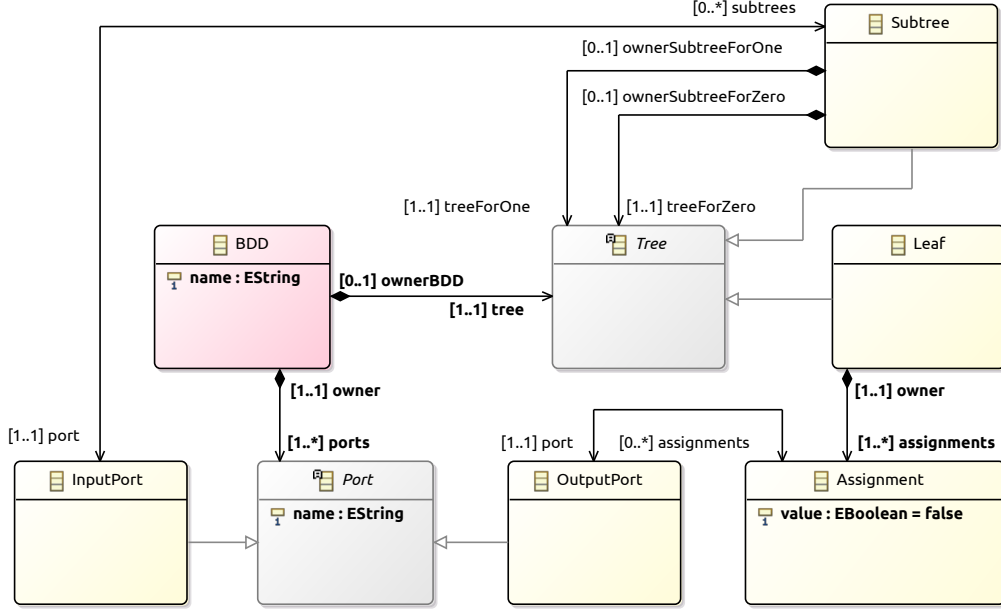 [0..*] subtrees
Subtree
[0..1] ownerSubtreeForOne
[0..1] ownerSubtreeForZero
[1..1] treeForOne
[1..1] treeForZero
BDD
Tree
Leaf
name : EString
[0..1] ownerBDD
[1..1] tree
[1..1] owner
[1..1] owner
[1..1] port
[1..*] ports
[1..1] port
[0..*] assignments
[1..*] assignments
InputPort
Port
OutputPort
Assignment
name : EString
value : EBoolean = false